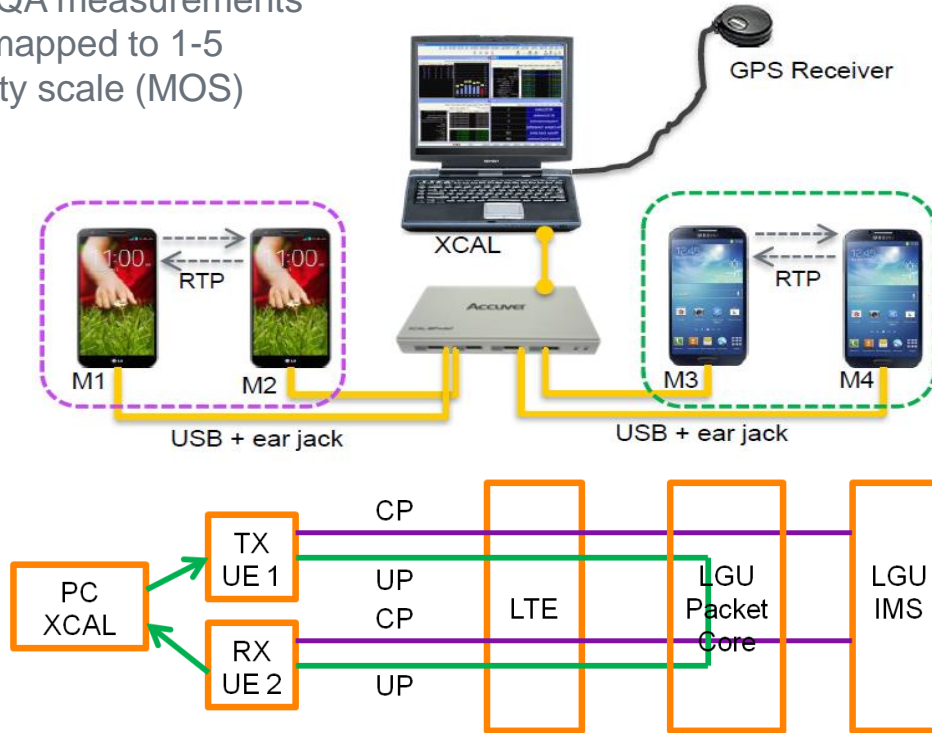 QA measurements
mapped to 1-5
ty scale (MOS)
GPS Receiver
XCAL
RTP
RTP
Accuver
M1
M2
M3
M4
USB + ear jack
USB + ear jack
PC
XCAL
TX
UE 1
RX
UE 2
CP
UP
CP
UP
LTE
LGU
Packet
Core
LGU
IMS